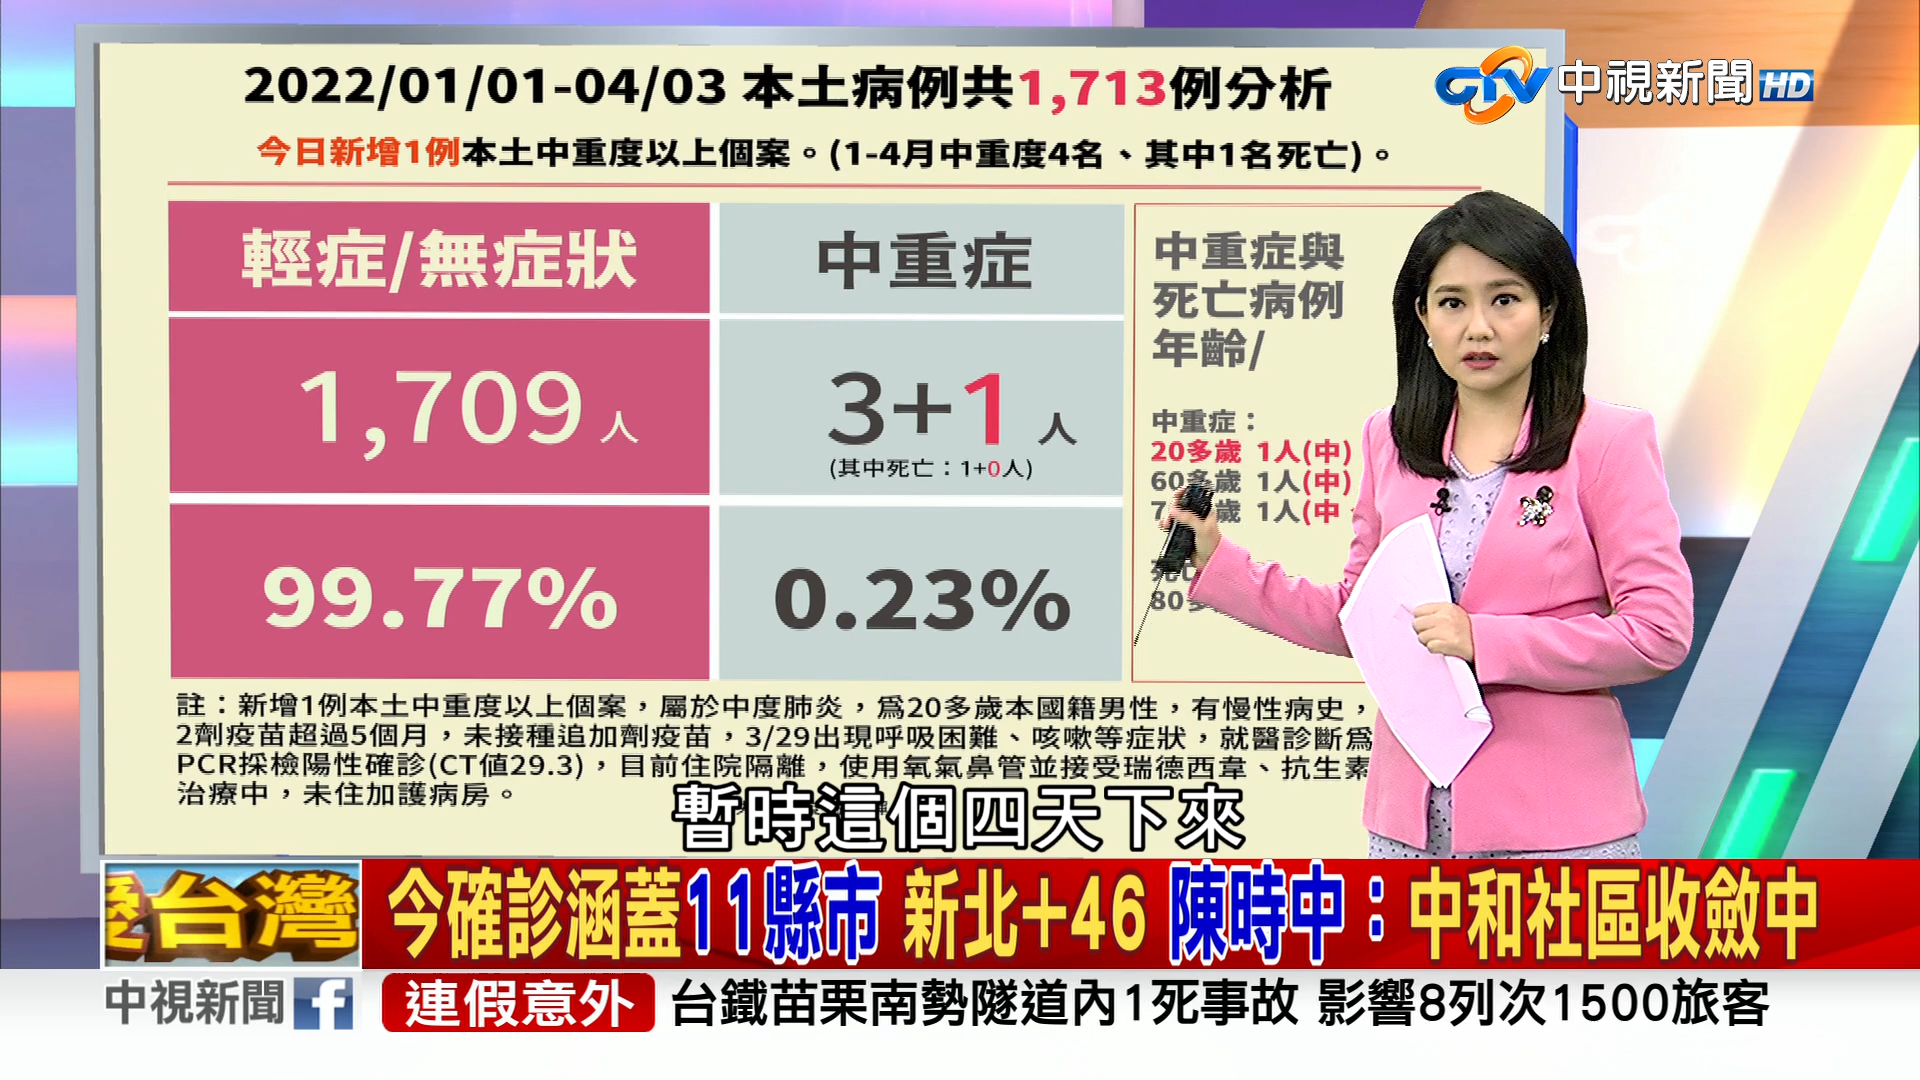 2022/01/01-04/03 本土病例共1,713例分析
中視新聞HD
今日新增1例本土中重度以上個案。(1-4月中重度4名、其中1名死亡)。
輕症/無症狀
中重症
1,709人
3+1人
(其中死亡：1+0人)
99.77%
0.23%
中重症與
死亡病例
年齡/
中重症：
20多歲 1人(中)
60多歲 1人(中)
歲 1人(中
80多
註：新增1例本土中重度以上個案，屬於中度肺炎，為20多歲本國籍男性，有慢性病史，
2劑疫苗超過5個月，未接種追加劑疫苗，3/29出現呼吸困難、咳嗽等症狀，就醫診斷為
PCR採檢陽性確診(CT值29.3)，目前住院隔離，使用氧氣鼻管並接受瑞德西韋、抗生素
治療中，未住加護病房。
暫時這個四天下來
愛台灣
今確診涵蓋11縣市 新北+46 陳時中：中和社區收斂中
中視新聞
連假意外 台鐵苗栗南勢隧道內1死事故 影響8列次1500旅客